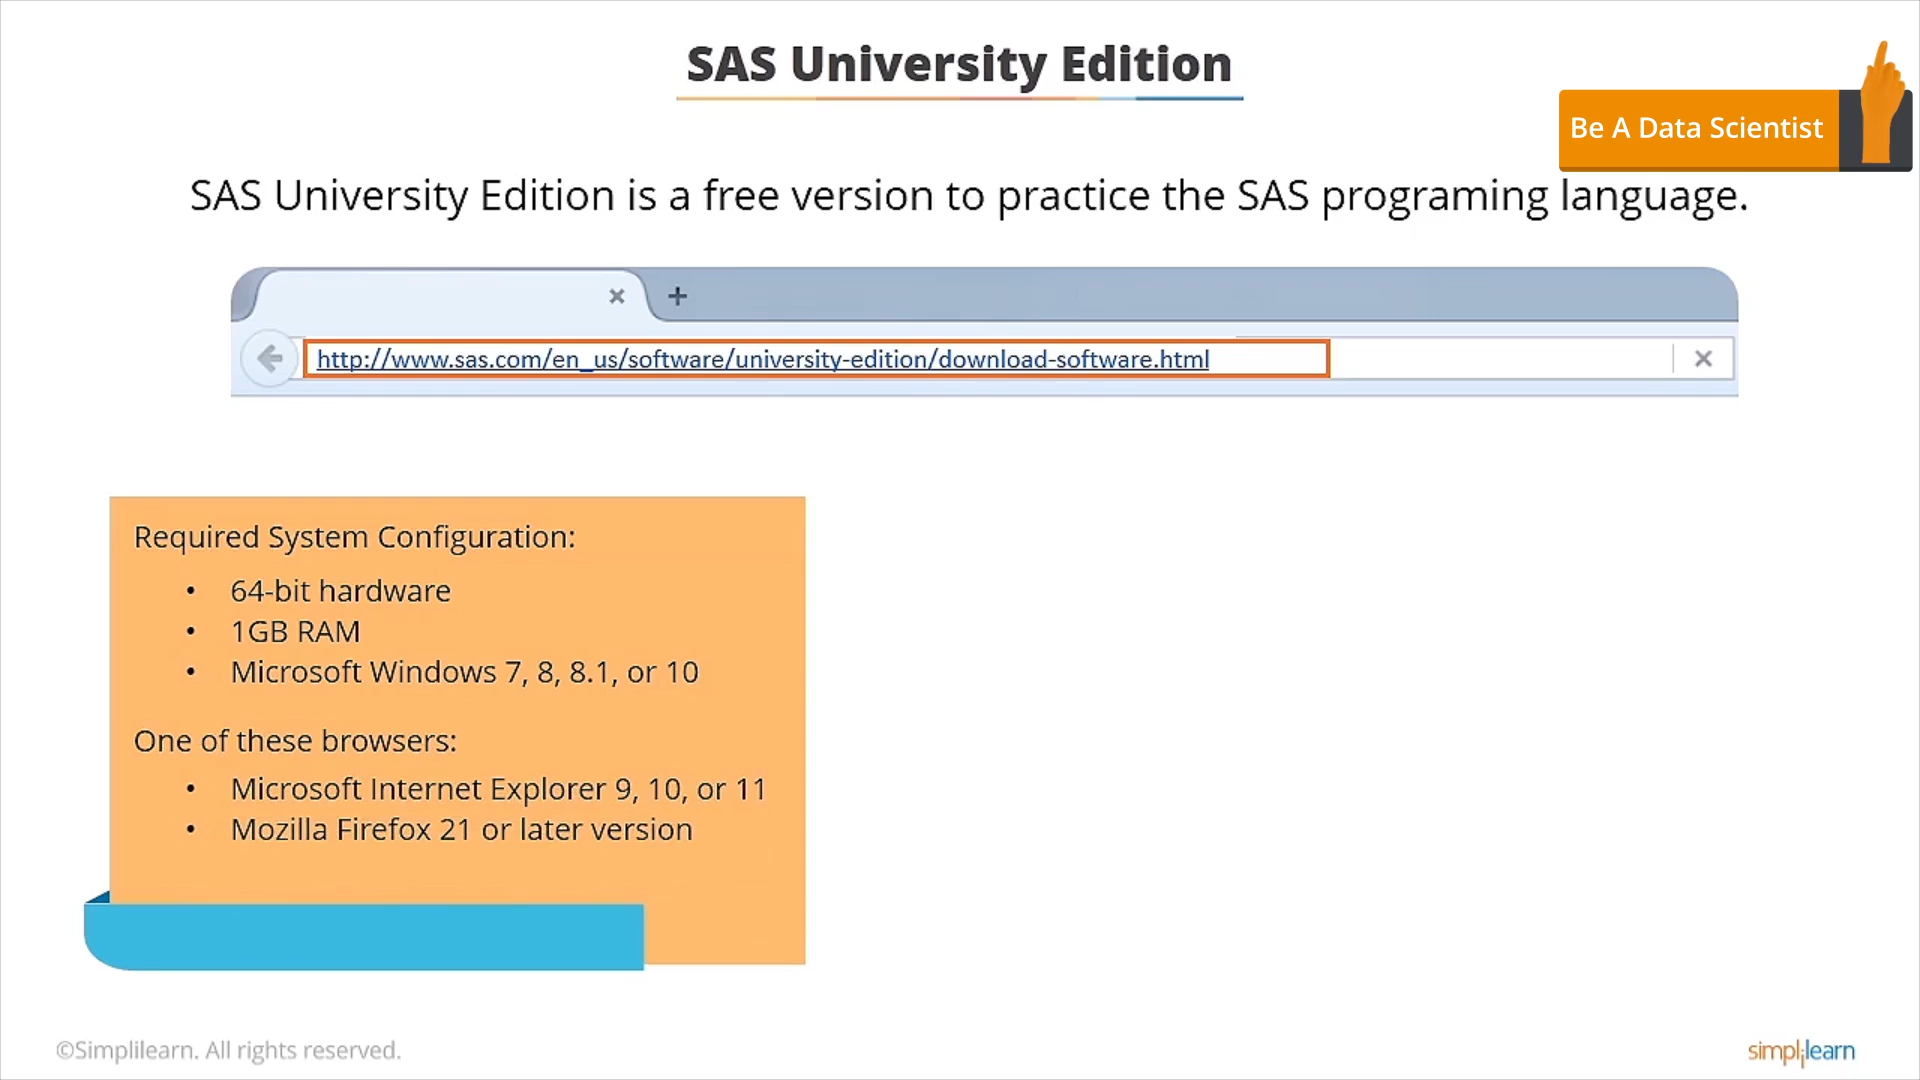 SAS University Edition
Be A Data Scientist
SAS University Edition is a free version to practice the SAS programing language.
http://www.sas.com/en_us/software/university-edition/download-software.html
Required System Configuration:
• 64-bit hardware
• 1GB RAM
• Microsoft Windows 7, 8, 8.1, or 10
One of these browsers:
• Microsoft Internet Explorer 9, 10, or 11
• Mozilla Firefox 21 or later version
©Simplilearn. All rights reserved.
simplilearn